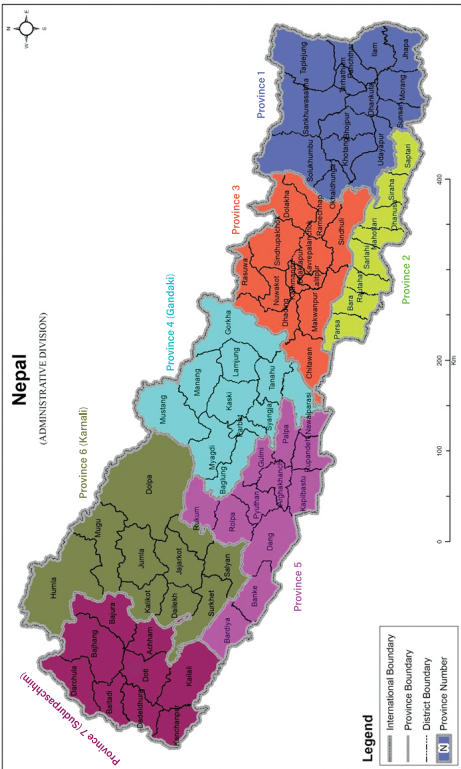 Nepal
(ADMINISTRATIVE DIVISION)
N
E
S
W
Province 7 (Sudurpaschhim)
Darchula
Bajhang
Bajura
Baitadi
Doti
Achham
Dadeldhura
Kanchanpur
Kailali
Province 6 (Karnali)
Humla
Mugu
Dolpa
Jumla
Kalikot
Jajarkot
Dailekh
Salyan
Surkhet
Province 5
Bardiya
Banke
Dang
Rukum
Rolpa
Pyuthan
Gulmi
Arghakhanchi
Palpa
Kapilbastu
Rupandehi
Nawalparasi
Province 4 (Gandaki)
Mustang
Manang
Gorkha
Myagdi
Kaski
Lamjung
Baglung
Parbat
Syangja
Tanahu
Province 3
Rasuwa
Nuwakot
Sindhupalchok
Dolakha
Dhading
Kathmandu
Bhaktapur
Lalitpur
Kavrepalanchok
Ramechhap
Sindhuli
Makwanpur
Chitawan
Province 2
Parsa
Bara
Rautahat
Sarlahi
Mahottari
Dhanusa
Siraha
Saptari
Province 1
Taplejung
Sankhuwasabha
Solukhumbu
Terhathum
Panchthar
Okhaldhunga
Khotang
Bhojpur
Dhankuta
Ilam
Udayapur
Sunsari
Morang
Jhapa
Legend
International Boundary
Province Boundary
District Boundary
N Province Number
0 100 200 400
Km